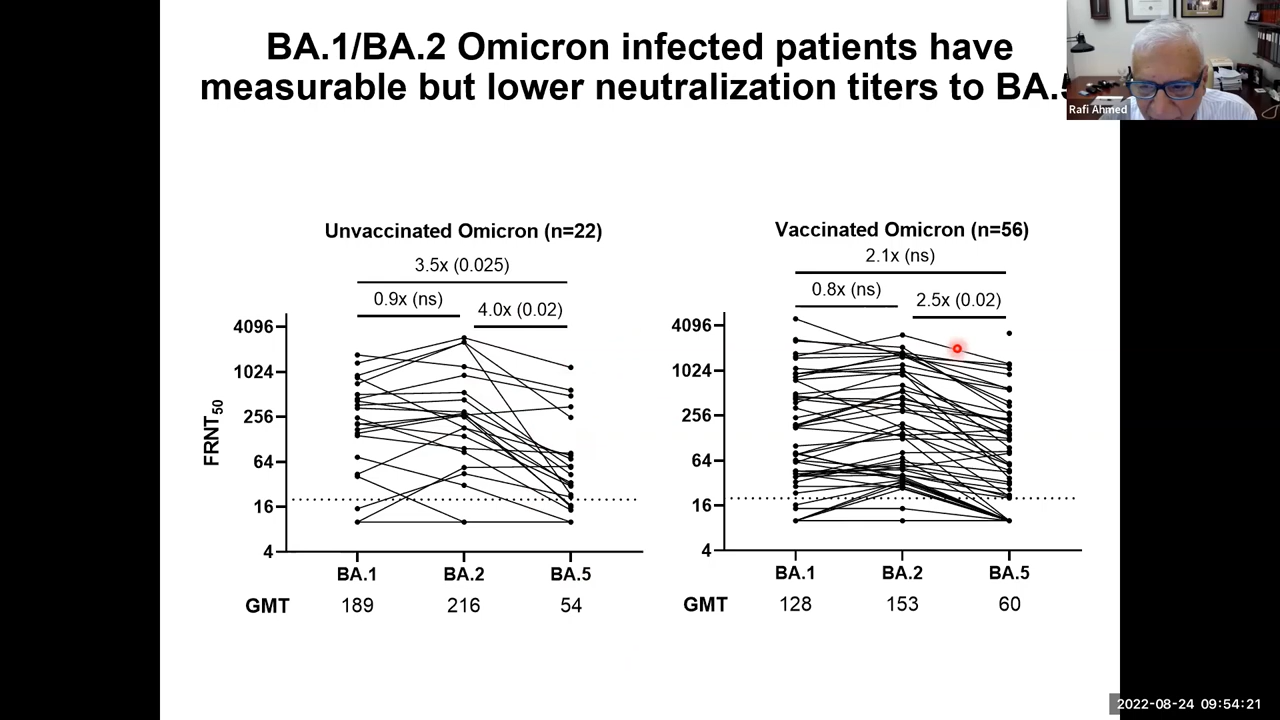 BA.1/BA.2 Omicron infected patients have
measurable but lower neutralization titers to BA.5
Rafi Ahmed
Unvaccinated Omicron (n=22)
3.5x (0.025)
0.9x (ns)
4.0x (0.02)
4096
1024
256
64
16
4
FRNT50
BA.1 BA.2 BA.5
GMT 189 216 54
Vaccinated Omicron (n=56)
2.1x (ns)
0.8x (ns)
2.5x (0.02)
4096
1024
256
64
16
4
BA.1 BA.2 BA.5
GMT 128 153 60
2022-08-24 09:54:21